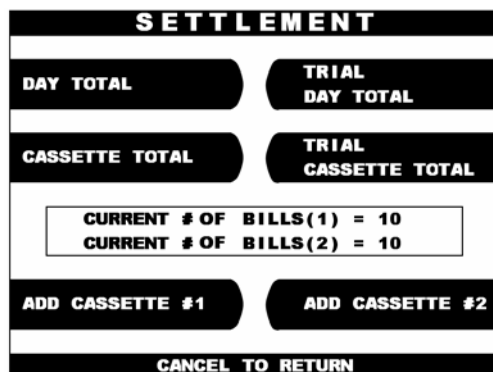 SETTLEMENT
DAY TOTAL
TRIAL
DAY TOTAL
CASSETTE TOTAL
TRIAL
CASSETTE TOTAL
CURRENT # OF BILLS(1) = 10
CURRENT # OF BILLS(2) = 10
ADD CASSETTE #1
ADD CASSETTE #2
CANCEL TO RETURN